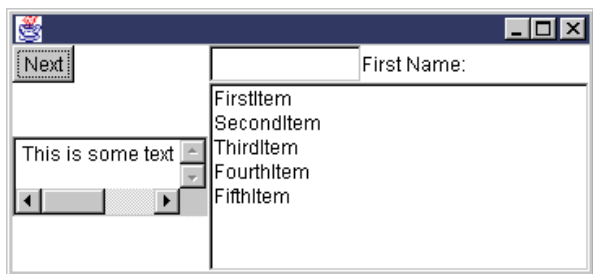 Next
First Name:
FirstItem
SecondItem
This is some text
ThirdItem
FourthItem
FifthItem